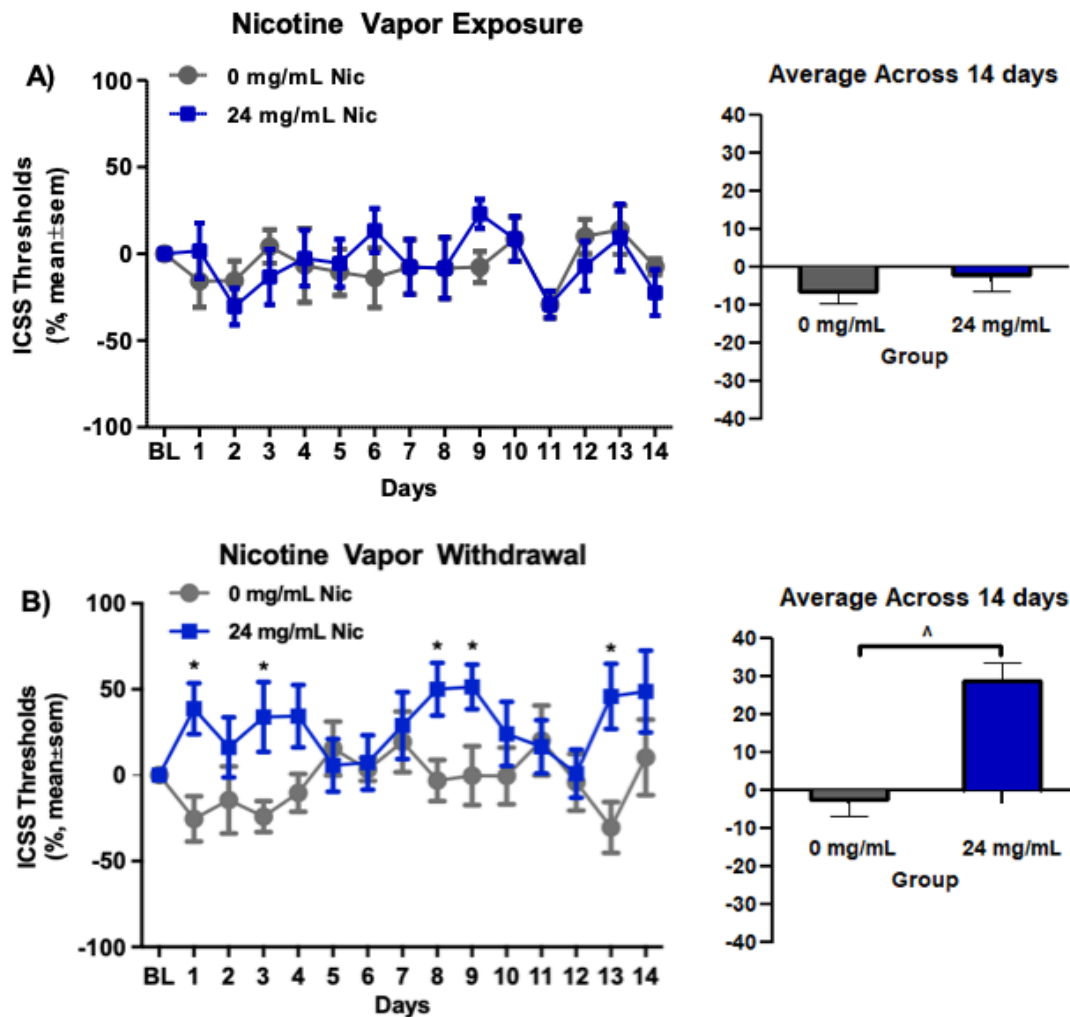 Nicotine Vapor Exposure
A)
0 mg/mL Nic
24 mg/mL Nic
ICSS Thresholds
(%, mean±sem)
100
50
0
-50
-100
BL 1 2 3 4 5 6 7 8 9 10 11 12 13 14
Days
Average Across 14 days
40
30
20
10
0
-10
-20
-30
-40
0 mg/mL 24 mg/mL
Group
Nicotine Vapor Withdrawal
B)
0 mg/mL Nic
24 mg/mL Nic
ICSS Thresholds
(%, mean±sem)
100
50
0
-50
-100
* * * * *
BL 1 2 3 4 5 6 7 8 9 10 11 12 13 14
Days
Average Across 14 days
^
40
30
20
10
0
-10
-20
-30
-40
0 mg/mL 24 mg/mL
Group